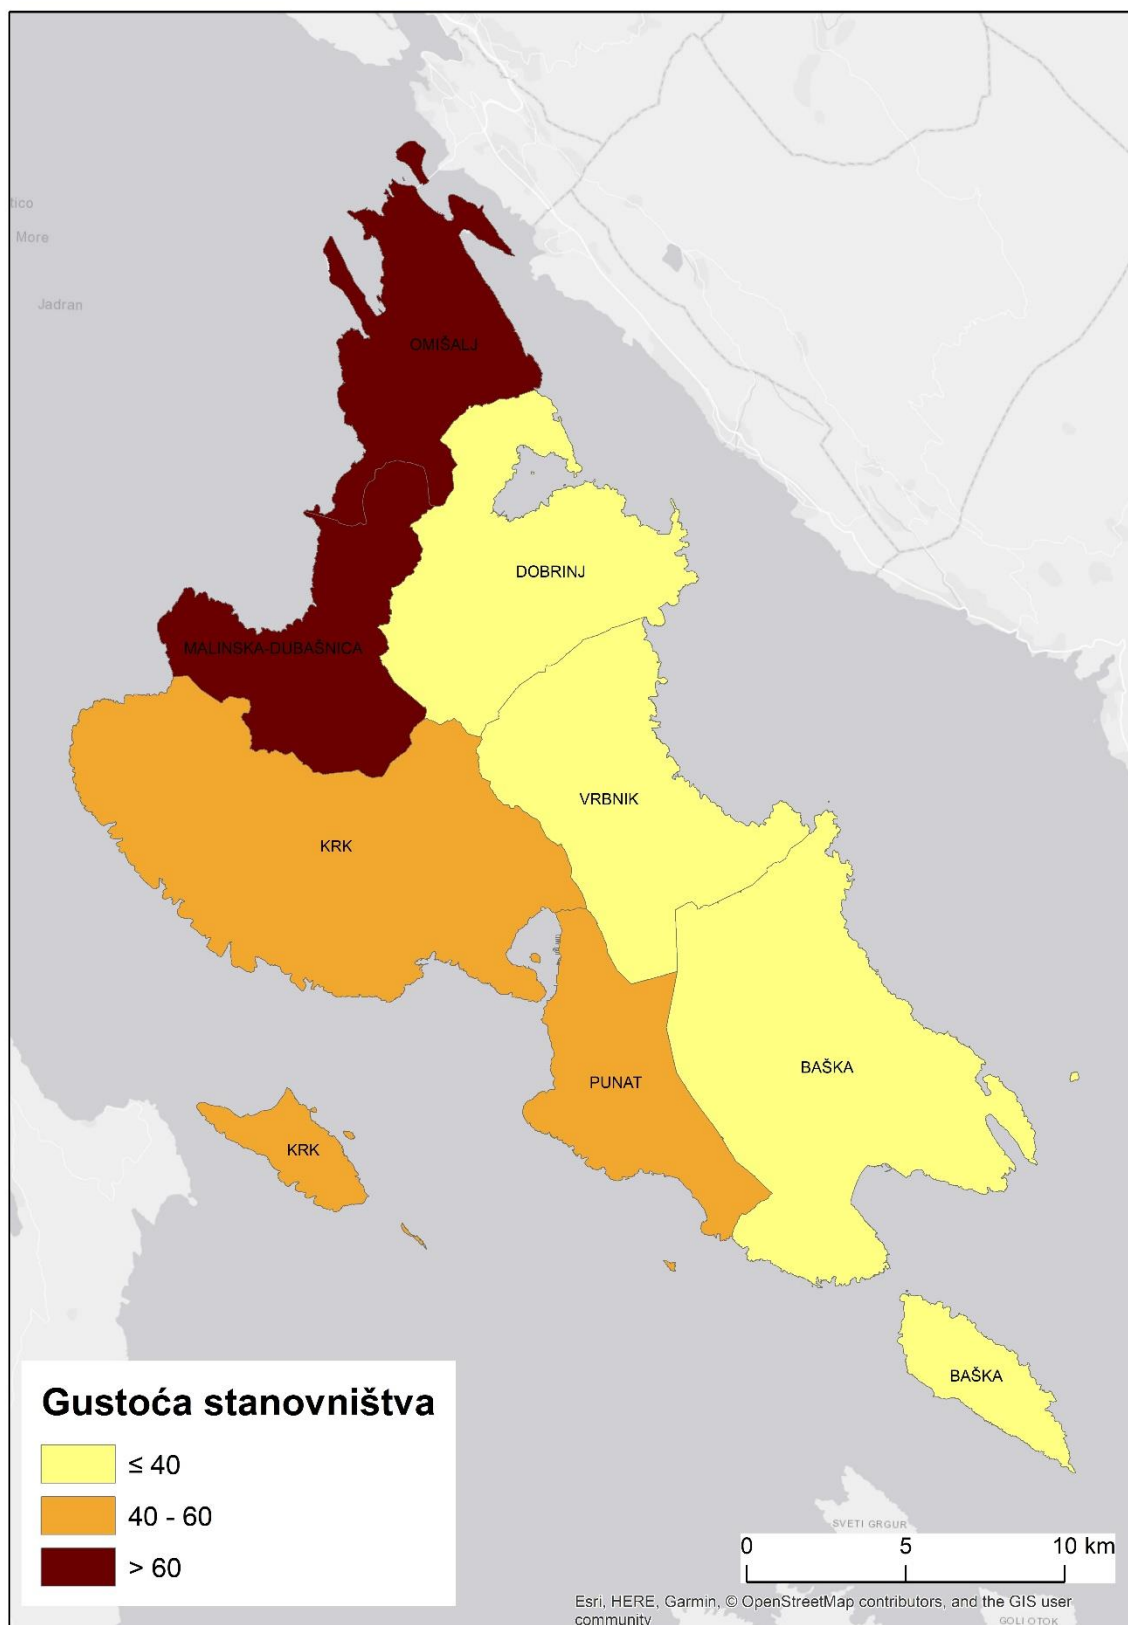 tico
More
Jadran
OMIŠALJ
DOBRINJ
MALINSKA-DUBAŠNICA
VRBNIK
KRK
BAŠKA
PUNAT
KRK
BAŠKA
Gustoća stanovništva
≤ 40
40 - 60
> 60
SVETI GRGUR
0 5 10 km
Esri, HERE, Garmin, © OpenStreetMap contributors, and the GIS user
community
GOLI OTOK